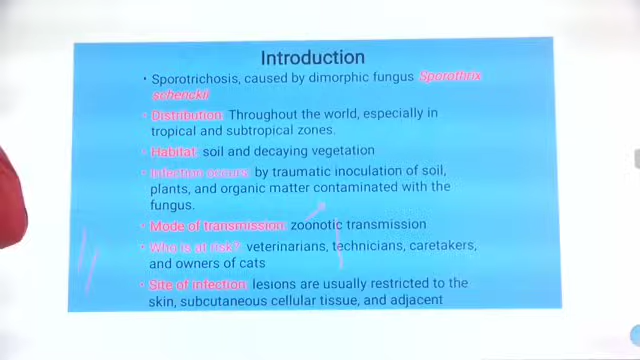 Introduction
• Sporotrichosis, caused by dimorphic fungus Sporothrix
schenckii
• Distribution: Throughout the world, especially in
tropical and subtropical zones.
• Habitat: soil and decaying vegetation
• Infection occurs: by traumatic inoculation of soil,
plants, and organic matter contaminated with the
fungus.
• Mode of transmission: zoonotic transmission
• Who is at risk?: veterinarians, technicians, caretakers,
and owners of cats
• Site of infection: lesions are usually restricted to the
skin, subcutaneous cellular tissue, and adjacent